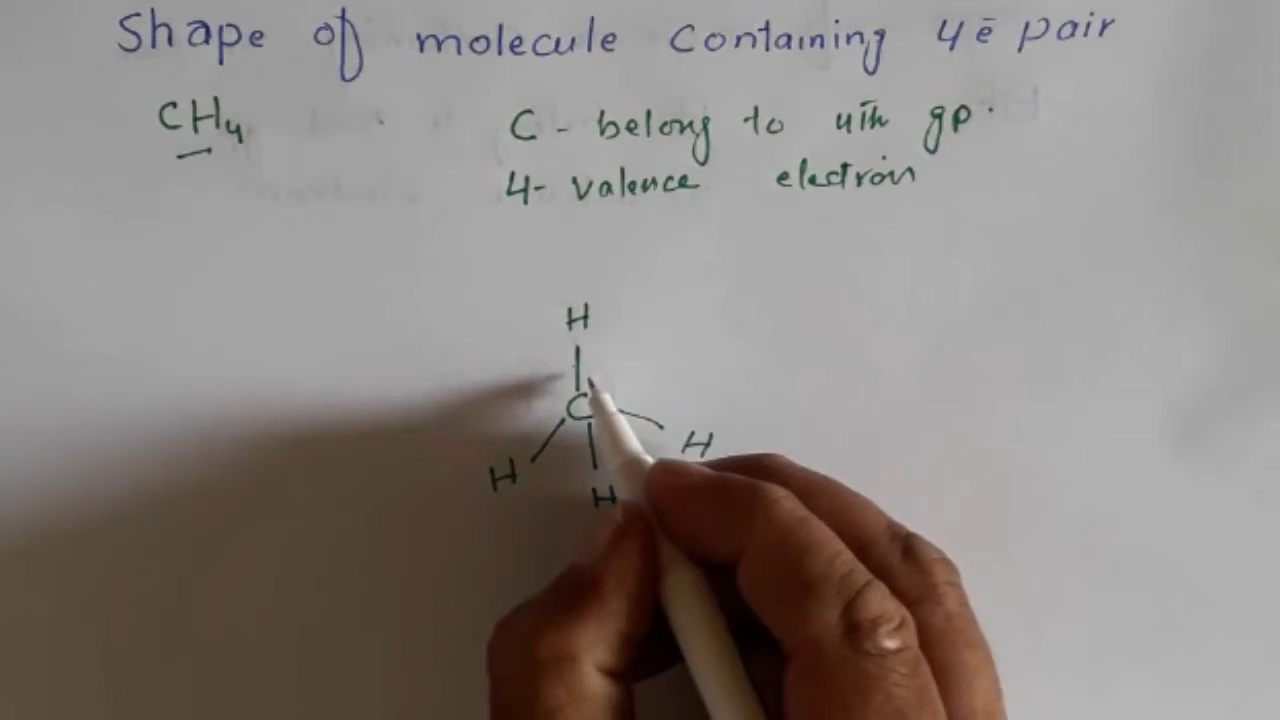 Shape of molecule containing 4ē pair
CH₄
C - belong to 4th gp.
4- valence electron
H
C
H
H
H